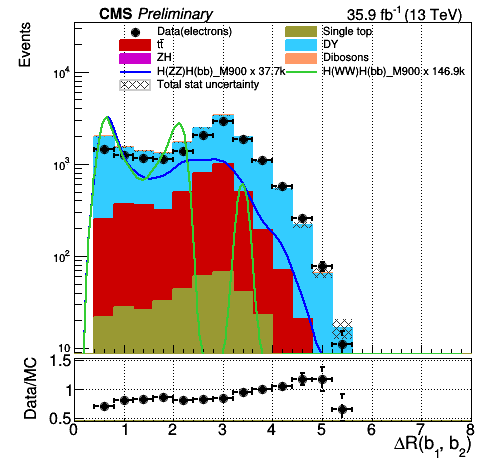 CMS Preliminary 35.9 fb⁻¹ (13 TeV)
Data(electrons) Single top
tt̄ DY
ZH Dibosons
H(ZZ)H(bb)_M900 x 37.7k H(WW)H(bb)_M900 x 146.9k
Total stat uncertainty
Events
10⁴
10³
10²
10
Data/MC
1.5
1
0.5
0 1 2 3 4 5 6 7 8
ΔR(b₁, b₂)